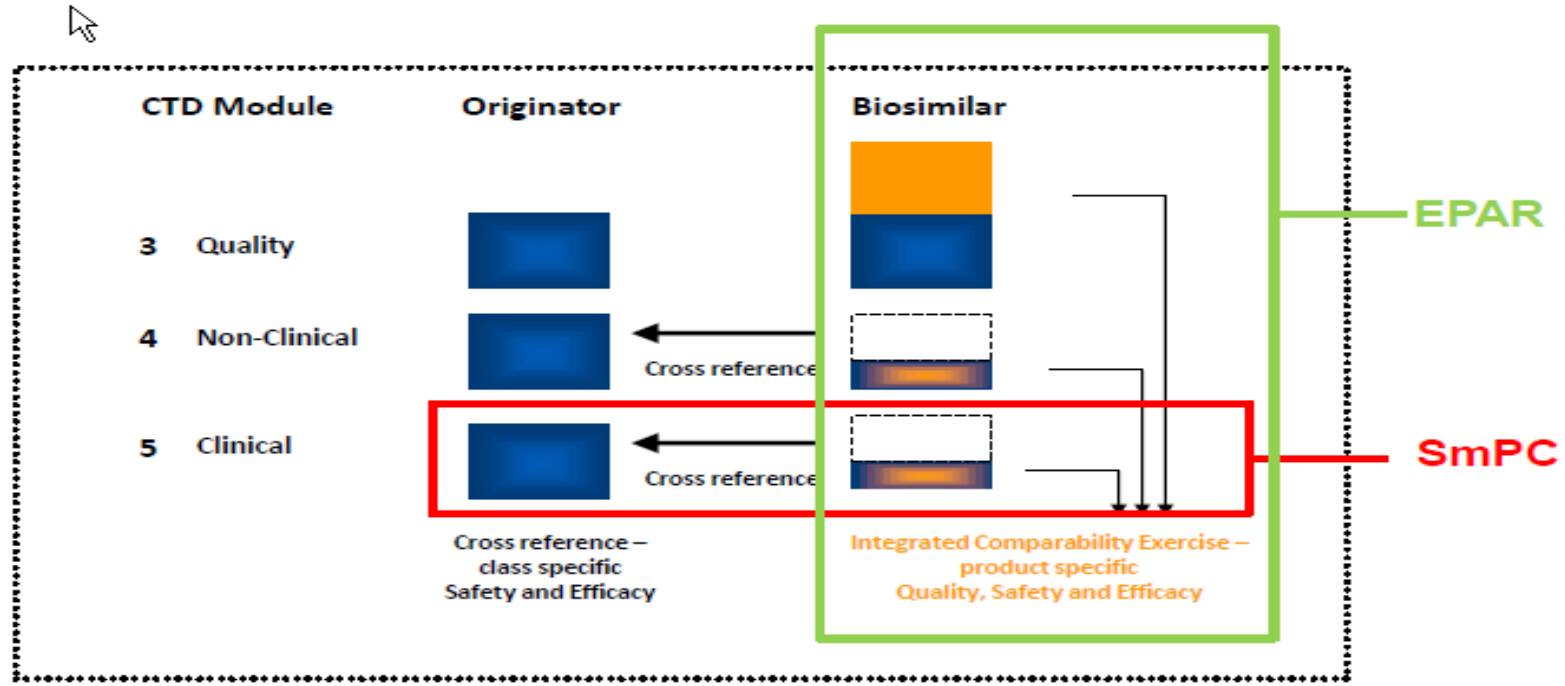 CTD Module
Originator
Biosimilar
EPAR
3 Quality
4 Non-Clinical
Cross reference
5 Clinical
Cross reference
SmPC
Cross reference –
class specific
Safety and Efficacy
Integrated Comparability Exercise –
product specific
Quality, Safety and Efficacy